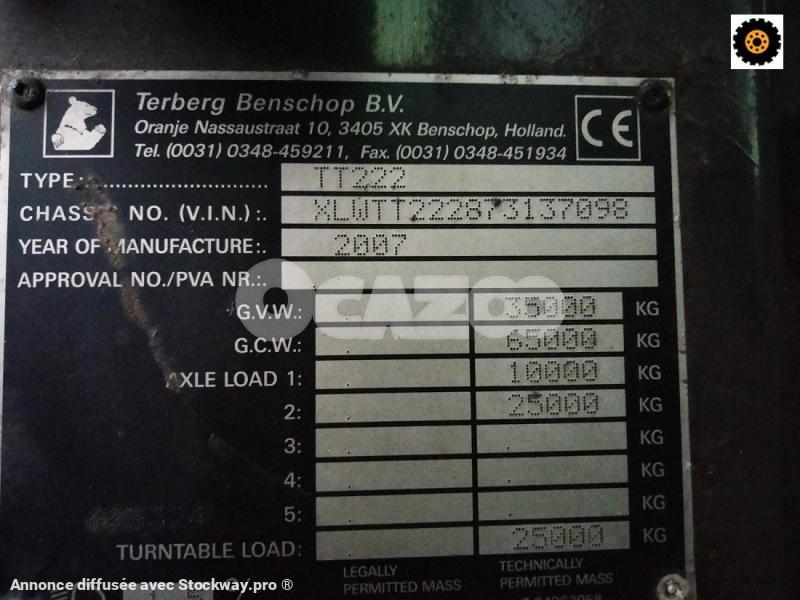 Terberg Benschop B.V.
Oranje Nassaustraat 10, 3405 XK Benschop, Holland.
Tel. (0031) 0348-459211, Fax. (0031) 0348-451934
CE
TYPE: TT222
CHASSIS NO. (V.I.N.):. XLWTT222873137098
YEAR OF MANUFACTURE:. 2007
APPROVAL NO./PVA NR.:.
OCAZOO
G.V.W.: 35000 KG
G.C.W.: 65000 KG
AXLE LOAD 1: 10000 KG
2: 25000 KG
3: KG
4: KG
5: KG
TURNTABLE LOAD: 25000 KG
LEGALLY PERMITTED MASS
TECHNICALLY PERMITTED MASS
Annonce diffusée avec Stockway.pro ®